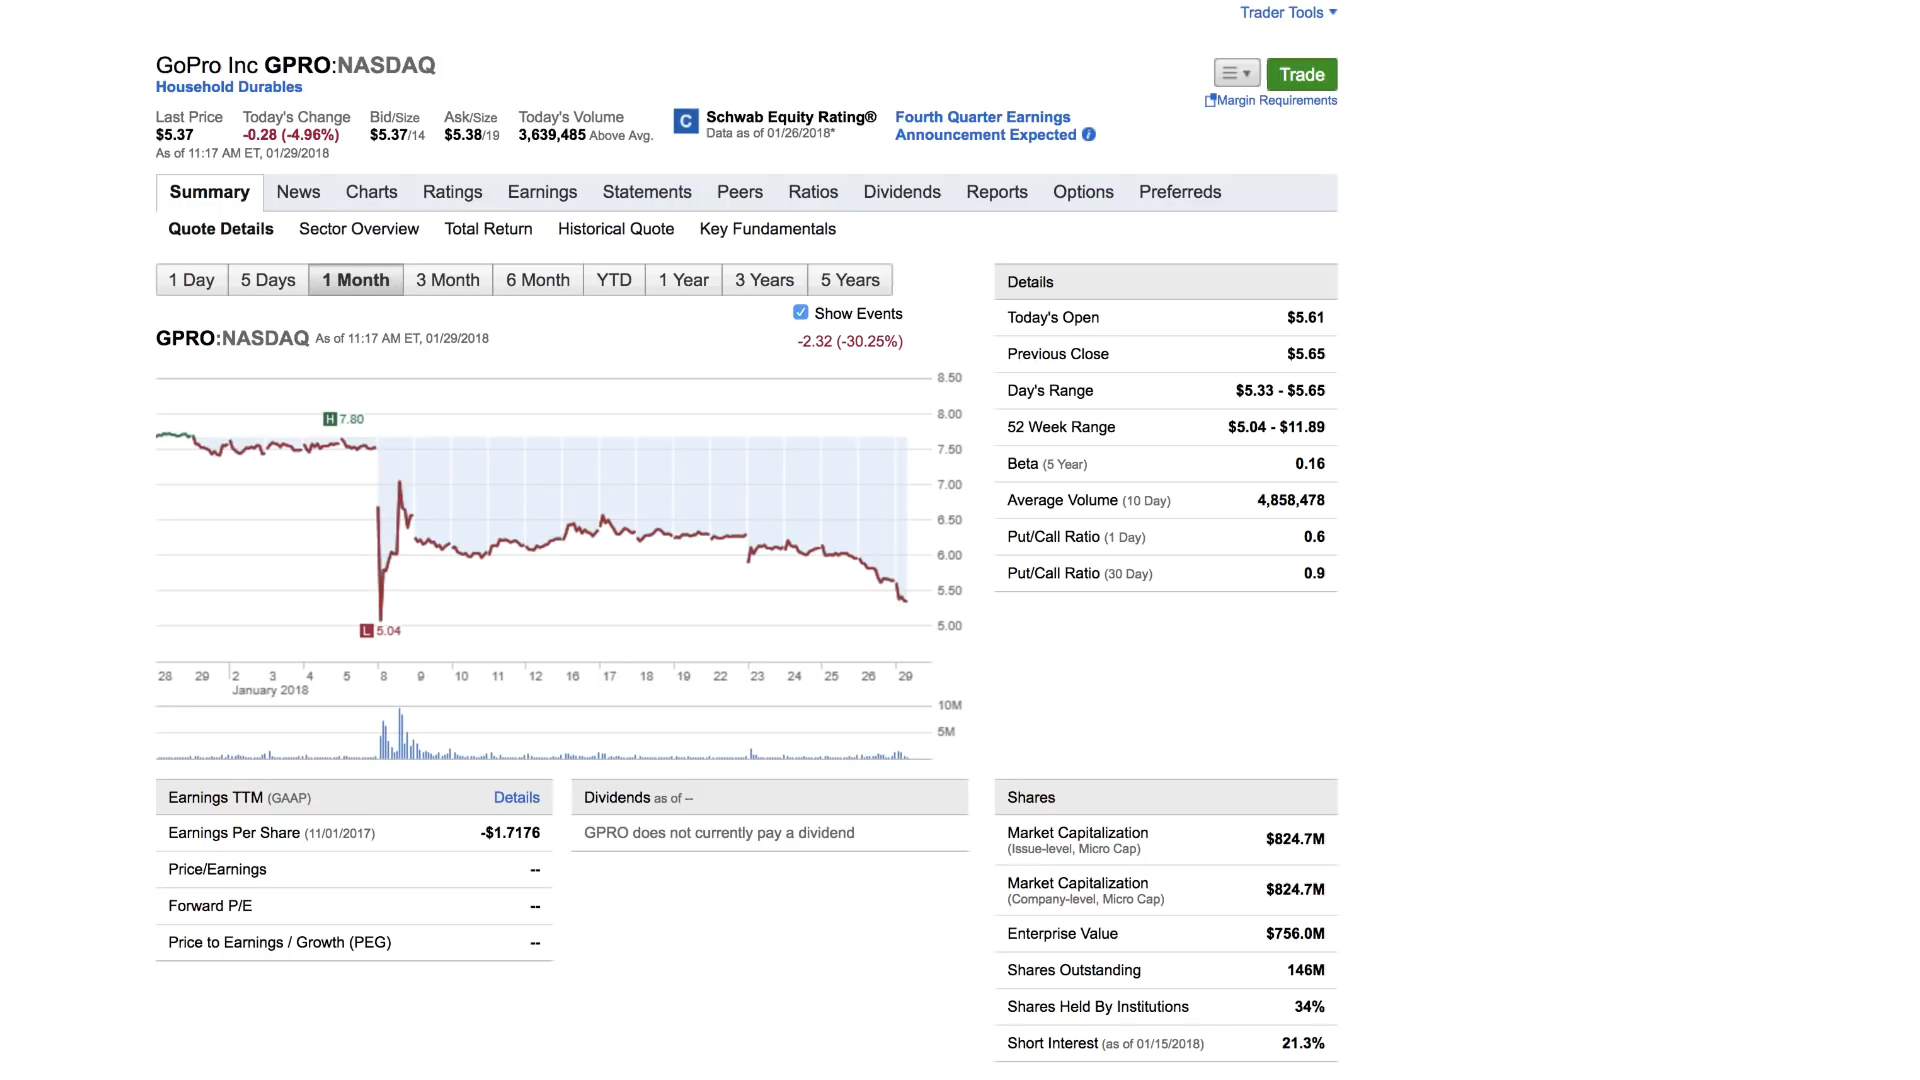 Trader Tools
GoPro Inc GPRO:NASDAQ
Household Durables
Trade
Margin Requirements
Last Price Today's Change Bid/Size Ask/Size Today's Volume
$5.37 -0.28 (-4.96%) $5.37/14 $5.38/19 3,639,485 Above Avg.
As of 11:17 AM ET, 01/29/2018
C Schwab Equity Rating®
Data as of 01/26/2018*
Fourth Quarter Earnings
Announcement Expected i
Summary News Charts Ratings Earnings Statements Peers Ratios Dividends Reports Options Preferreds
Quote Details Sector Overview Total Return Historical Quote Key Fundamentals
1 Day 5 Days 1 Month 3 Month 6 Month YTD 1 Year 3 Years 5 Years
Show Events
GPRO:NASDAQ As of 11:17 AM ET, 01/29/2018
-2.32 (-30.25%)
8.50
8.00
H 7.80
7.50
7.00
6.50
6.00
5.50
5.00
L 5.04
28 29 2 3 4 5 8 9 10 11 12 16 17 18 19 22 23 24 25 26 29
January 2018
10M
5M
Details
Today's Open $5.61
Previous Close $5.65
Day's Range $5.33 - $5.65
52 Week Range $5.04 - $11.89
Beta (5 Year) 0.16
Average Volume (10 Day) 4,858,478
Put/Call Ratio (1 Day) 0.6
Put/Call Ratio (30 Day) 0.9
Earnings TTM (GAAP) Details
Earnings Per Share (11/01/2017) -$1.7176
Price/Earnings --
Forward P/E --
Price to Earnings / Growth (PEG) --
Dividends as of --
GPRO does not currently pay a dividend
Shares
Market Capitalization $824.7M
(Issue-level, Micro Cap)
Market Capitalization $824.7M
(Company-level, Micro Cap)
Enterprise Value $756.0M
Shares Outstanding 146M
Shares Held By Institutions 34%
Short Interest (as of 01/15/2018) 21.3%